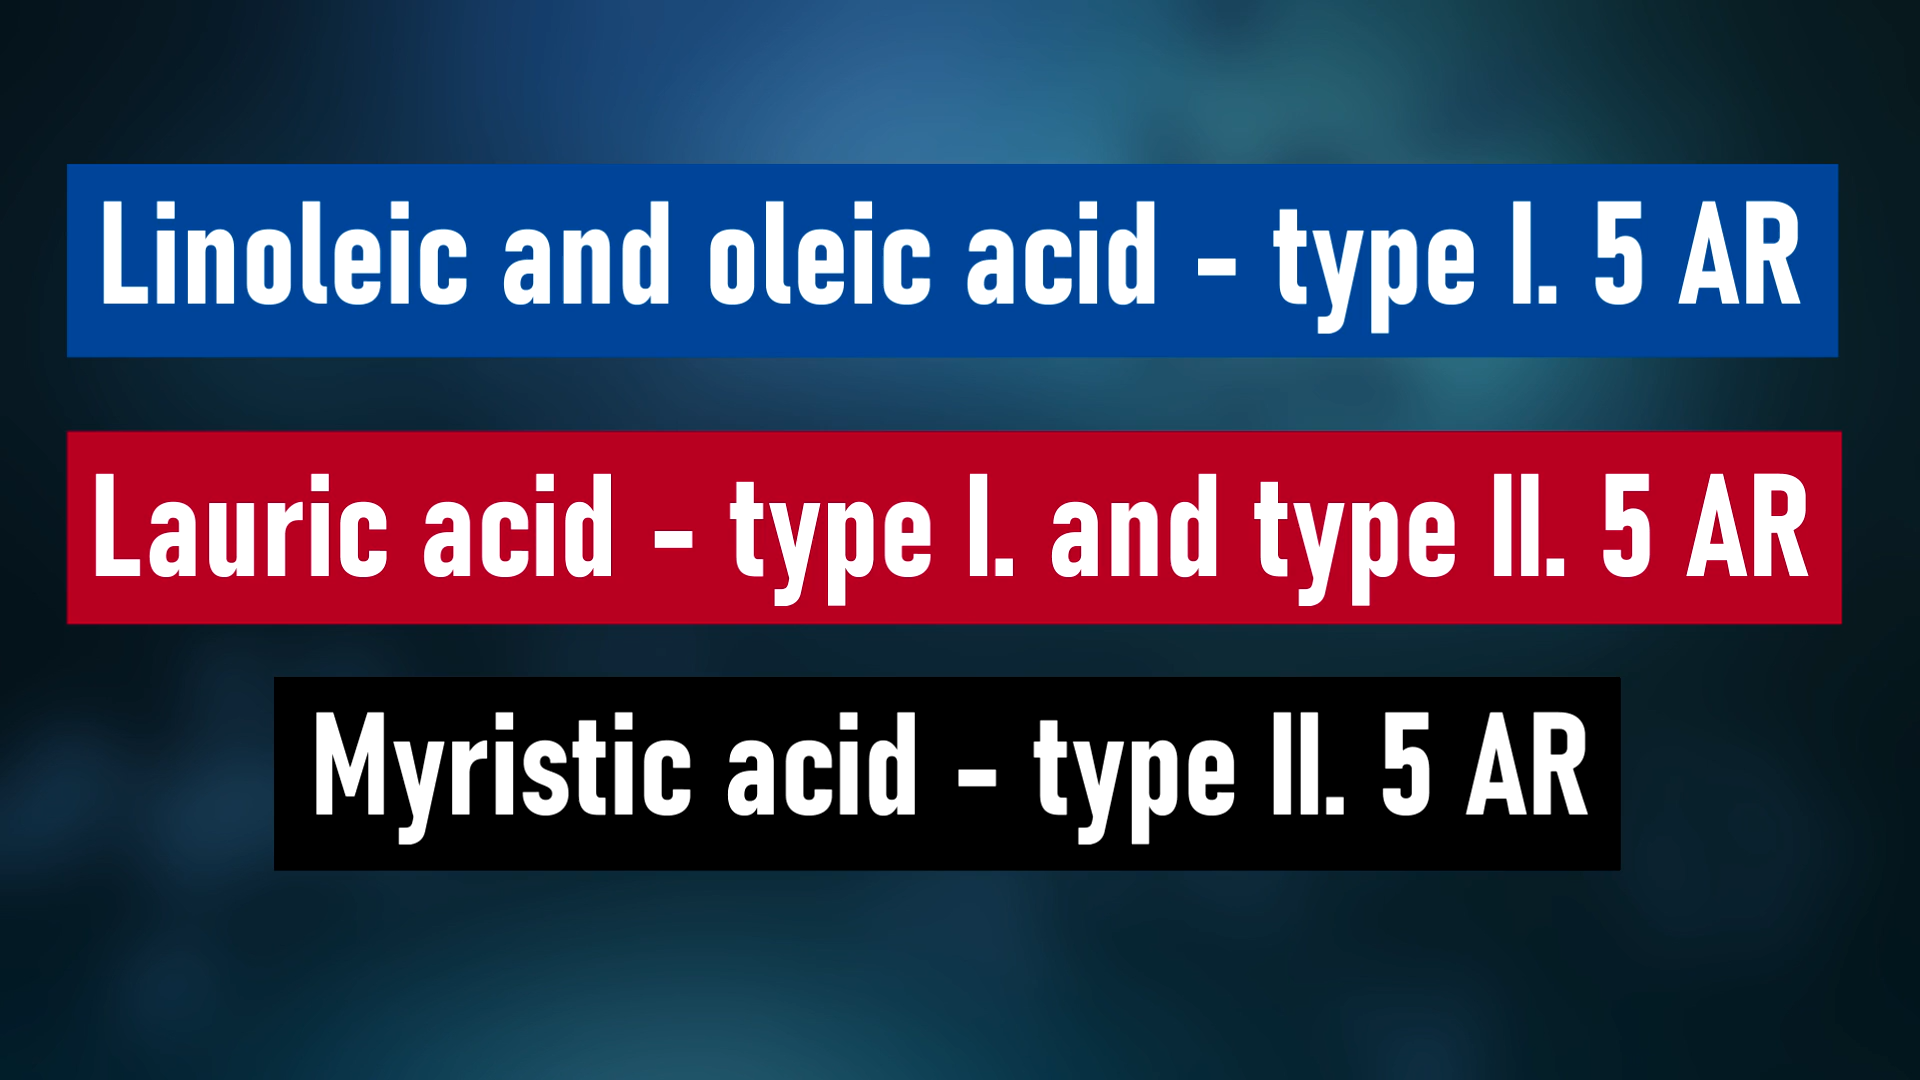 Linoleic and oleic acid - type I. 5 AR
Lauric acid - type I. and type II. 5 AR
Myristic acid - type II. 5 AR